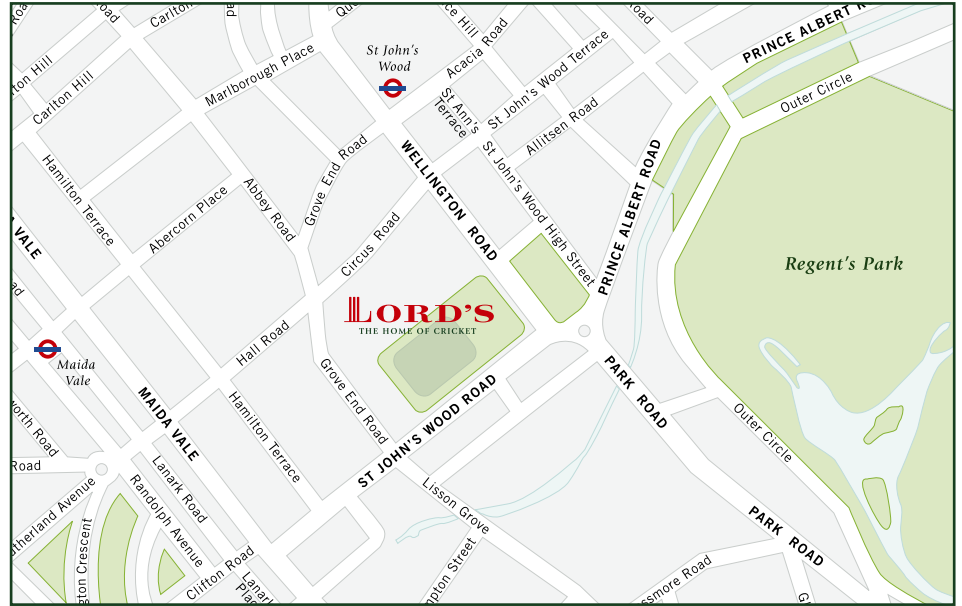 Carlton Hill
Carlton Hill
Marlborough Place
St John's
Wood
Acacia Road
St Ann's
Terrace
St John's Wood Terrace
Allitsen Road
PRINCE ALBERT R
Outer Circle
Hamilton Terrace
Abercorn Place
Abbey Road
Grove End Road
Circus Road
WELLINGTON ROAD
St John's Wood High Street
PRINCE ALBERT ROAD
Regent's Park
VALE
Maida
Vale
MAIDA VALE
Hall Road
LORD'S
THE HOME OF CRICKET
Grove End Road
Hamilton Terrace
ST JOHN'S WOOD ROAD
PARK ROAD
Outer Circle
Road
Lanark Road
Randolph Avenue
Clifton Road
Lanark
Lisson Grove
PARK ROAD